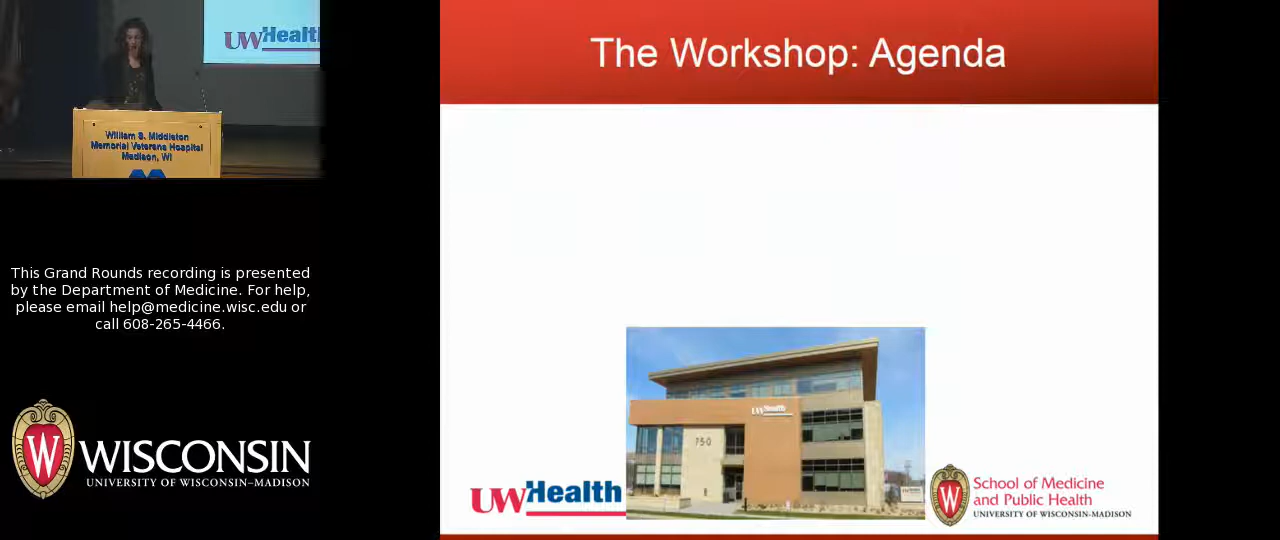 UWHealth
William S. Middleton
Memorial Veterans Hospital
Madison, WI
The Workshop: Agenda
This Grand Rounds recording is presented
by the Department of Medicine. For help,
please email help@medicine.wisc.edu or
call 608-265-4466.
W WISCONSIN
UNIVERSITY OF WISCONSIN–MADISON
UWHealth
750
UWHealth
W
School of Medicine
and Public Health
UNIVERSITY OF WISCONSIN-MADISON